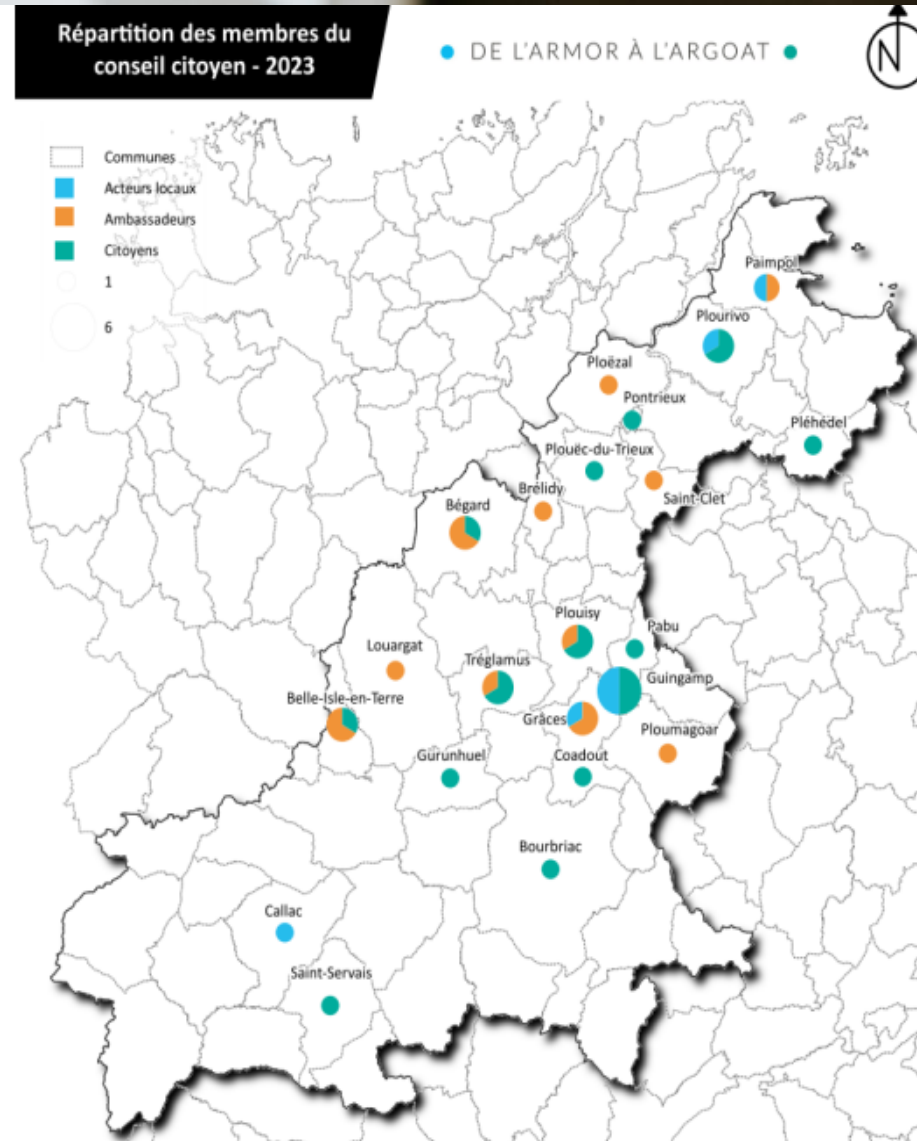 Répartition des membres du
conseil citoyen - 2023
DE L'ARMOR À L'ARGOAT
N
Communes
Acteurs locaux
Ambassadeurs
Citoyens
1
6
Paimpol
Plourivo
Ploëzal
Pontrieux
Pléhédel
Plouëc-du-Trieux
Saint-Clet
Brélidy
Bégard
Plouisy
Pabu
Louargat
Tréglamus
Guingamp
Belle-Isle-en-Terre
Grâces
Ploumagoar
Gurunhuel
Coadout
Bourbriac
Callac
Saint-Servais